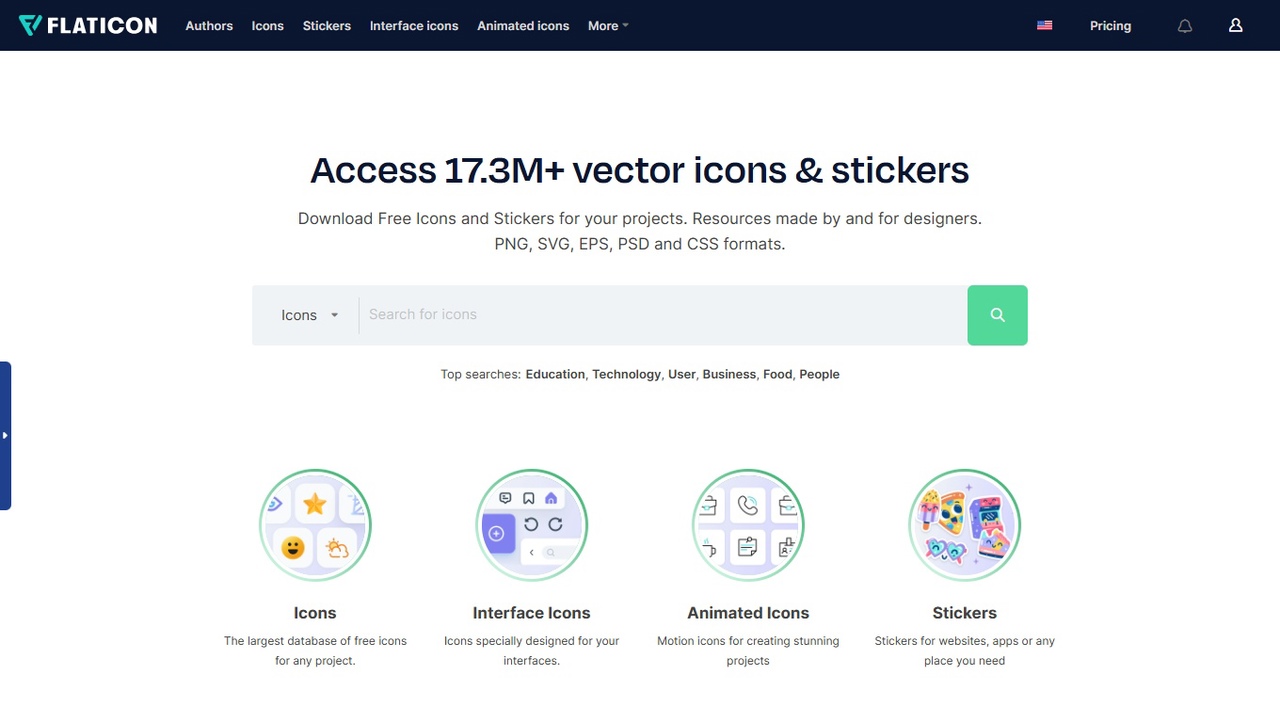 FLATICON Authors Icons Stickers Interface icons Animated icons More Pricing
Access 17.3M+ vector icons & stickers
Download Free Icons and Stickers for your projects. Resources made by and for designers.
PNG, SVG, EPS, PSD and CSS formats.
Icons Search for icons
Top searches: Education, Technology, User, Business, Food, People
Icons
The largest database of free icons
for any project.
Interface Icons
Icons specially designed for your
interfaces.
Animated Icons
Motion icons for creating stunning
projects
Stickers
Stickers for websites, apps or any
place you need